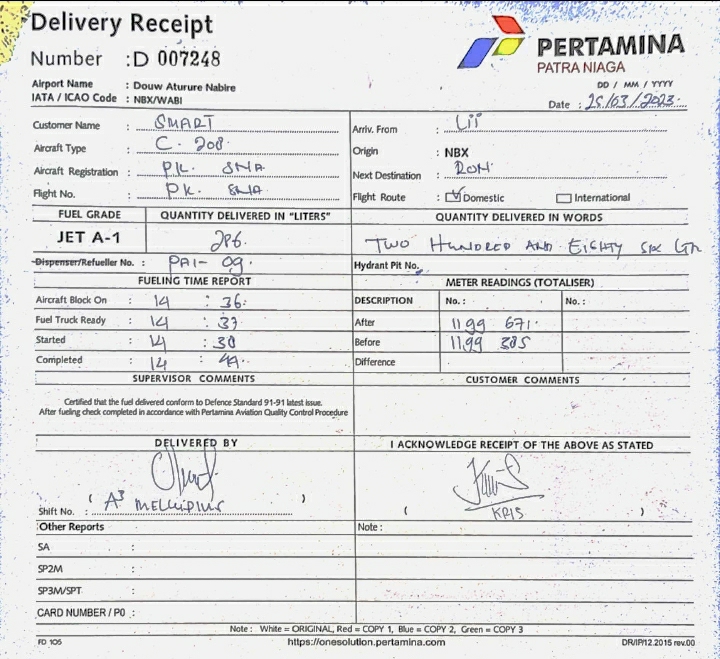 Delivery Receipt
Number : D 007248
PERTAMINA
PATRA NIAGA
Airport Name : Douw Aturure Nabire
IATA / ICAO Code : NBX/WABI
DD / MM / YYYY
Date : 25/03/2023
Customer Name : SMART
Arriv. From :
Aircraft Type : C. 208
Origin : NBX
Aircraft Registration : PK. SNA
Next Destination :
Flight No. : PK. SNA
Flight Route : Domestic International
FUEL GRADE QUANTITY DELIVERED IN "LITERS" QUANTITY DELIVERED IN WORDS
JET A-1 286 TWO HUNDRED AND EIGHTY SIX
Dispenser/Refueller No. : PAI- 09 Hydrant Pit No.
FUELING TIME REPORT METER READINGS (TOTALISER)
Aircraft Block On : 14 : 36 DESCRIPTION No. : No. :
Fuel Truck Ready : 14 : 37 After 1199 671
Started : 14 : 38 Before 1199 385
Completed : 14 : 44 Difference
SUPERVISOR COMMENTS CUSTOMER COMMENTS
Certified that the fuel delivered conform to Defence Standard 91-91 latest issue.
After fueling check completed in accordance with Pertamina Aviation Quality Control Procedure
DELIVERED BY I ACKNOWLEDGE RECEIPT OF THE ABOVE AS STATED
Shift No. : ( ) ( KRIS )
Other Reports Note :
SA :
SP2M :
SP3M/SPT :
CARD NUMBER / PO :
Note : White = ORIGINAL, Red = COPY 1, Blue = COPY 2, Green = COPY 3
FD 105 https://onesolution.pertamina.com DR/IP/12.2015 rev.00